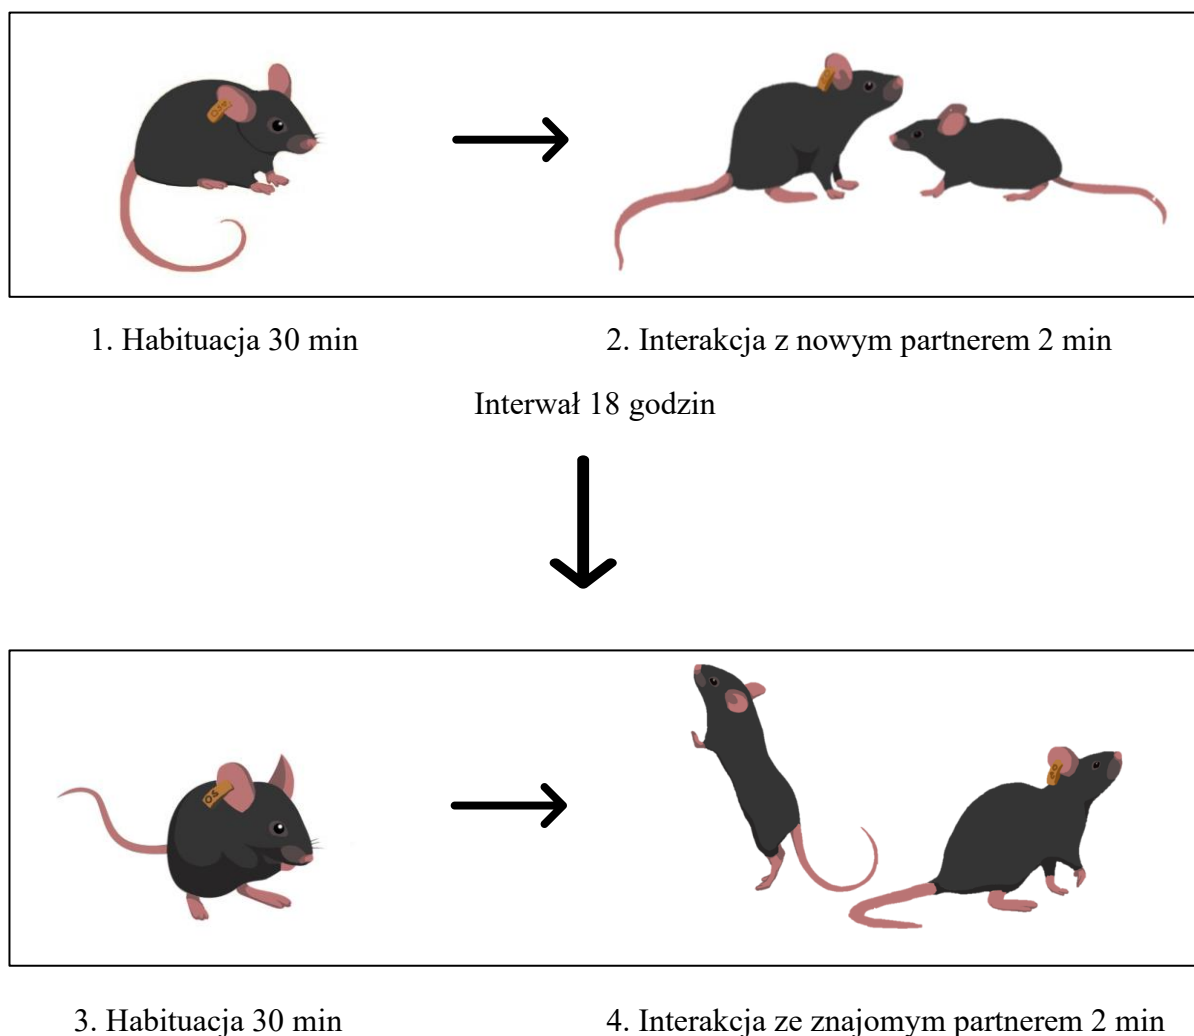 1. Habituacja 30 min
2. Interakcja z nowym partnerem 2 min
Interwał 18 godzin
3. Habituacja 30 min
4. Interakcja ze znajomym partnerem 2 min